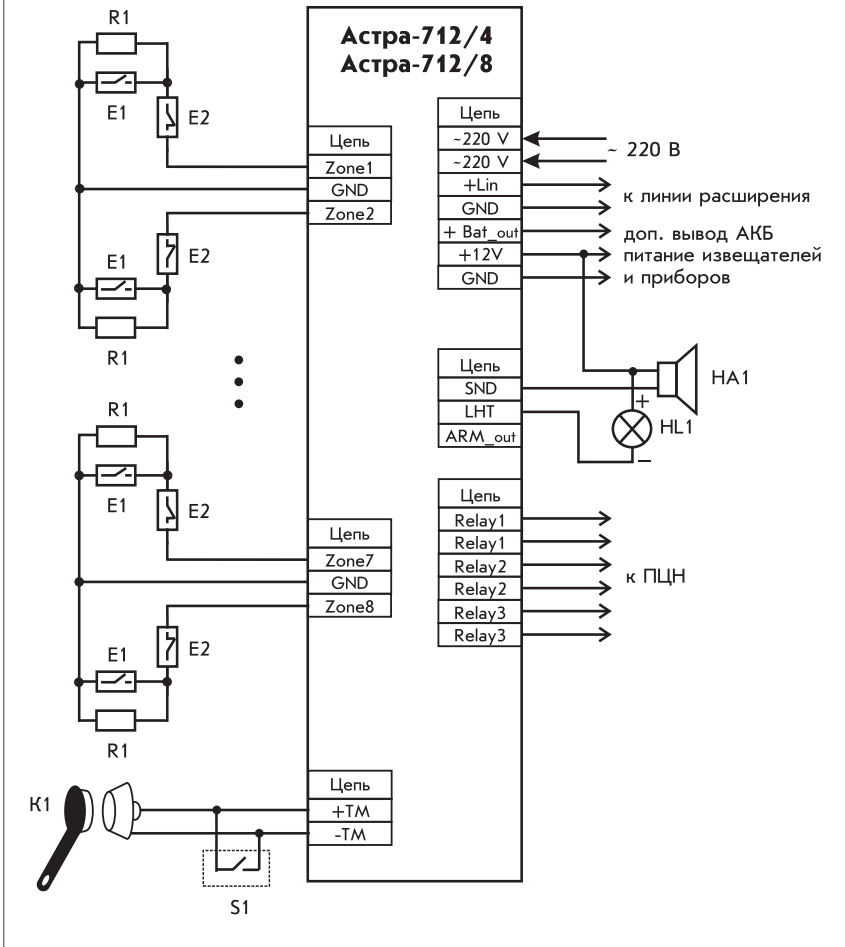 R1
Астра-712/4
Астра-712/8
E1
E2
Цепь
Zone1
GND
Zone2
E1
E2
R1
Цепь
~220 V
~220 V
~ 220 В
+Lin
GND
к линии расширения
+ Bat_out
доп. вывод АКБ
+12V
питание извещателей
GND
и приборов
Цепь
SND
LHT
ARM_out
HA1
+
HL1
–
R1
E1
E2
Цепь
Zone7
GND
Zone8
E1
E2
R1
Цепь
Relay1
Relay1
Relay2
Relay2
Relay3
Relay3
к ПЦН
К1
Цепь
+ТМ
-ТМ
S1